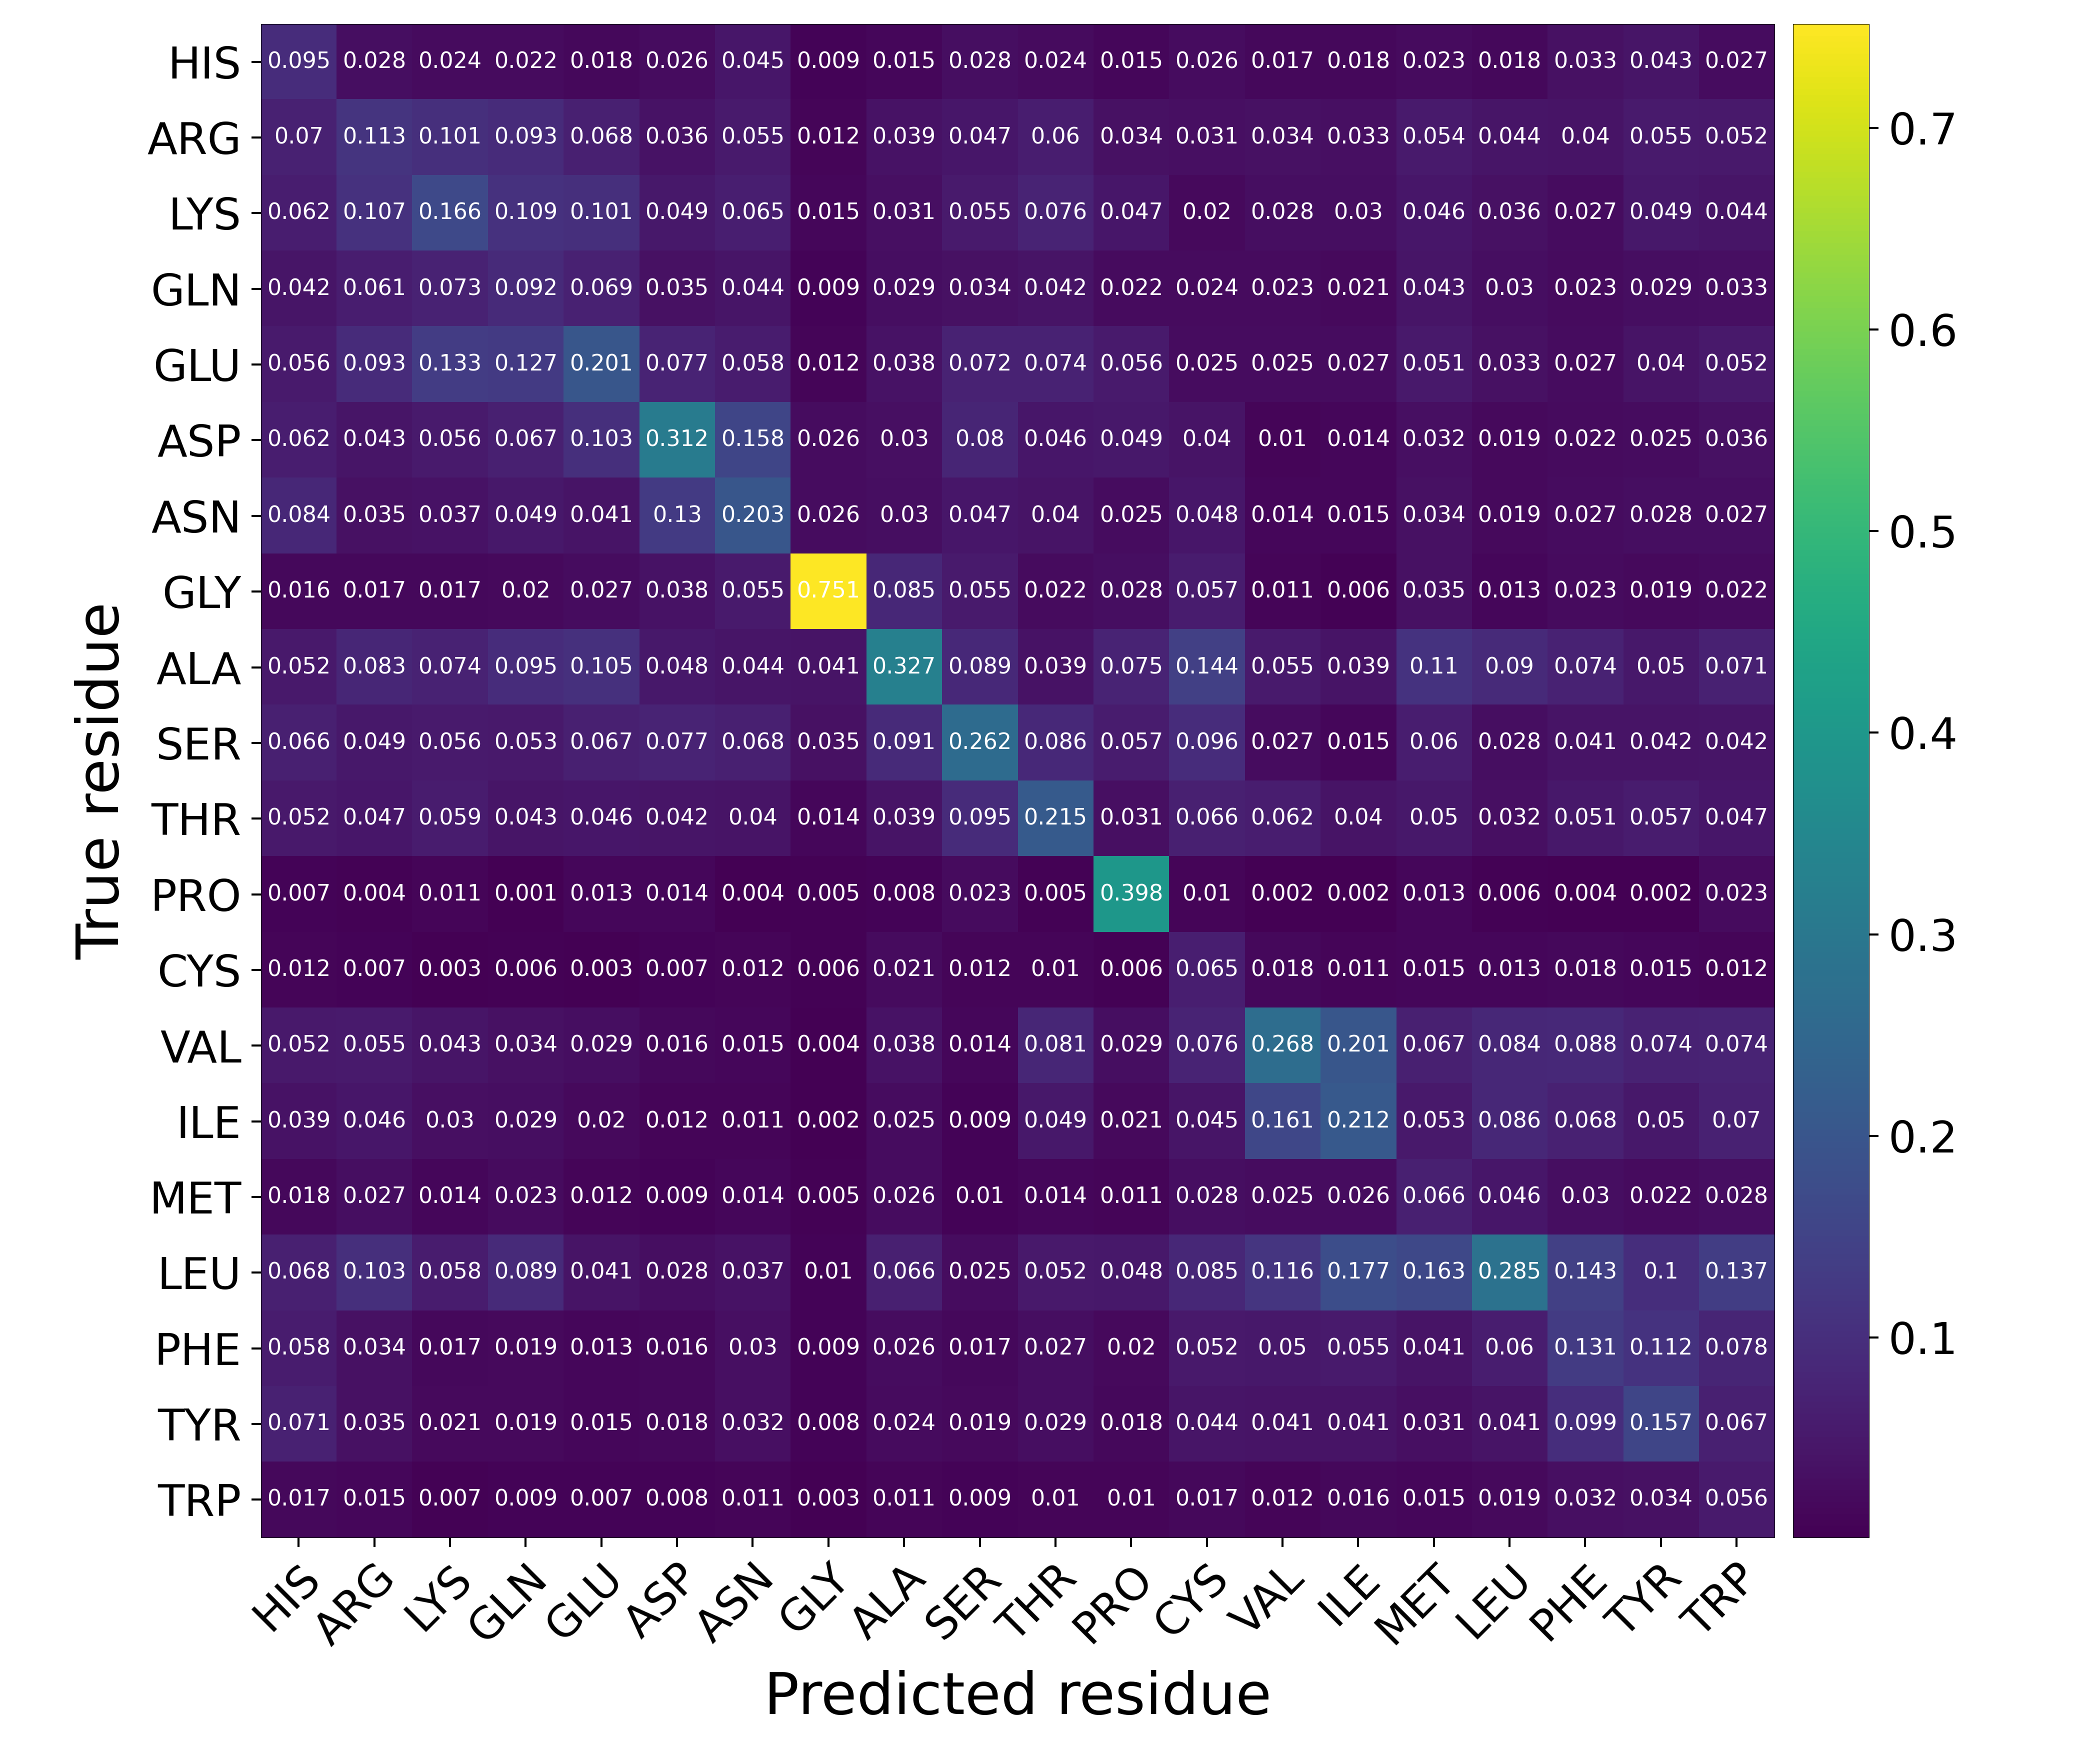 HIS 0.095 0.028 0.024 0.022 0.018 0.026 0.045 0.009 0.015 0.028 0.024 0.015 0.026 0.017 0.018 0.023 0.018 0.033 0.043 0.027
0.7
ARG 0.07 0.113 0.101 0.093 0.068 0.036 0.055 0.012 0.039 0.047 0.06 0.034 0.031 0.034 0.033 0.054 0.044 0.04 0.055 0.052
LYS 0.062 0.107 0.166 0.109 0.101 0.049 0.065 0.015 0.031 0.055 0.076 0.047 0.02 0.028 0.03 0.046 0.036 0.027 0.049 0.044
GLN 0.042 0.061 0.073 0.092 0.069 0.035 0.044 0.009 0.029 0.034 0.042 0.022 0.024 0.023 0.021 0.043 0.03 0.023 0.029 0.033
0.6
GLU 0.056 0.093 0.133 0.127 0.201 0.077 0.058 0.012 0.038 0.072 0.074 0.056 0.025 0.025 0.027 0.051 0.033 0.027 0.04 0.052
ASP 0.062 0.043 0.056 0.067 0.103 0.312 0.158 0.026 0.03 0.08 0.046 0.049 0.04 0.01 0.014 0.032 0.019 0.022 0.025 0.036
ASN 0.084 0.035 0.037 0.049 0.041 0.13 0.203 0.026 0.03 0.047 0.04 0.025 0.048 0.014 0.015 0.034 0.019 0.027 0.028 0.027
0.5
GLY 0.016 0.017 0.017 0.02 0.027 0.038 0.055 0.751 0.085 0.055 0.022 0.028 0.057 0.011 0.006 0.035 0.013 0.023 0.019 0.022
ALA 0.052 0.083 0.074 0.095 0.105 0.048 0.044 0.041 0.327 0.089 0.039 0.075 0.144 0.055 0.039 0.11 0.09 0.074 0.05 0.071
0.4
SER 0.066 0.049 0.056 0.053 0.067 0.077 0.068 0.035 0.091 0.262 0.086 0.057 0.096 0.027 0.015 0.06 0.028 0.041 0.042 0.042
True residue
THR 0.052 0.047 0.059 0.043 0.046 0.042 0.04 0.014 0.039 0.095 0.215 0.031 0.066 0.062 0.04 0.05 0.032 0.051 0.057 0.047
PRO 0.007 0.004 0.011 0.001 0.013 0.014 0.004 0.005 0.008 0.023 0.005 0.398 0.01 0.002 0.002 0.013 0.006 0.004 0.002 0.023
0.3
CYS 0.012 0.007 0.003 0.006 0.003 0.007 0.012 0.006 0.021 0.012 0.01 0.006 0.065 0.018 0.011 0.015 0.013 0.018 0.015 0.012
VAL 0.052 0.055 0.043 0.034 0.029 0.016 0.015 0.004 0.038 0.014 0.081 0.029 0.076 0.268 0.201 0.067 0.084 0.088 0.074 0.074
ILE 0.039 0.046 0.03 0.029 0.02 0.012 0.011 0.002 0.025 0.009 0.049 0.021 0.045 0.161 0.212 0.053 0.086 0.068 0.05 0.07
0.2
MET 0.018 0.027 0.014 0.023 0.012 0.009 0.014 0.005 0.026 0.01 0.014 0.011 0.028 0.025 0.026 0.066 0.046 0.03 0.022 0.028
LEU 0.068 0.103 0.058 0.089 0.041 0.028 0.037 0.01 0.066 0.025 0.052 0.048 0.085 0.116 0.177 0.163 0.285 0.143 0.1 0.137
0.1
PHE 0.058 0.034 0.017 0.019 0.013 0.016 0.03 0.009 0.026 0.017 0.027 0.02 0.052 0.05 0.055 0.041 0.06 0.131 0.112 0.078
TYR 0.071 0.035 0.021 0.019 0.015 0.018 0.032 0.008 0.024 0.019 0.029 0.018 0.044 0.041 0.041 0.031 0.041 0.099 0.157 0.067
TRP 0.017 0.015 0.007 0.009 0.007 0.008 0.011 0.003 0.011 0.009 0.01 0.01 0.017 0.012 0.016 0.015 0.019 0.032 0.034 0.056
HIS ARG LYS GLN GLU ASP ASN GLY ALA SER THR PRO CYS VAL ILE MET LEU PHE TYR TRP
Predicted residue